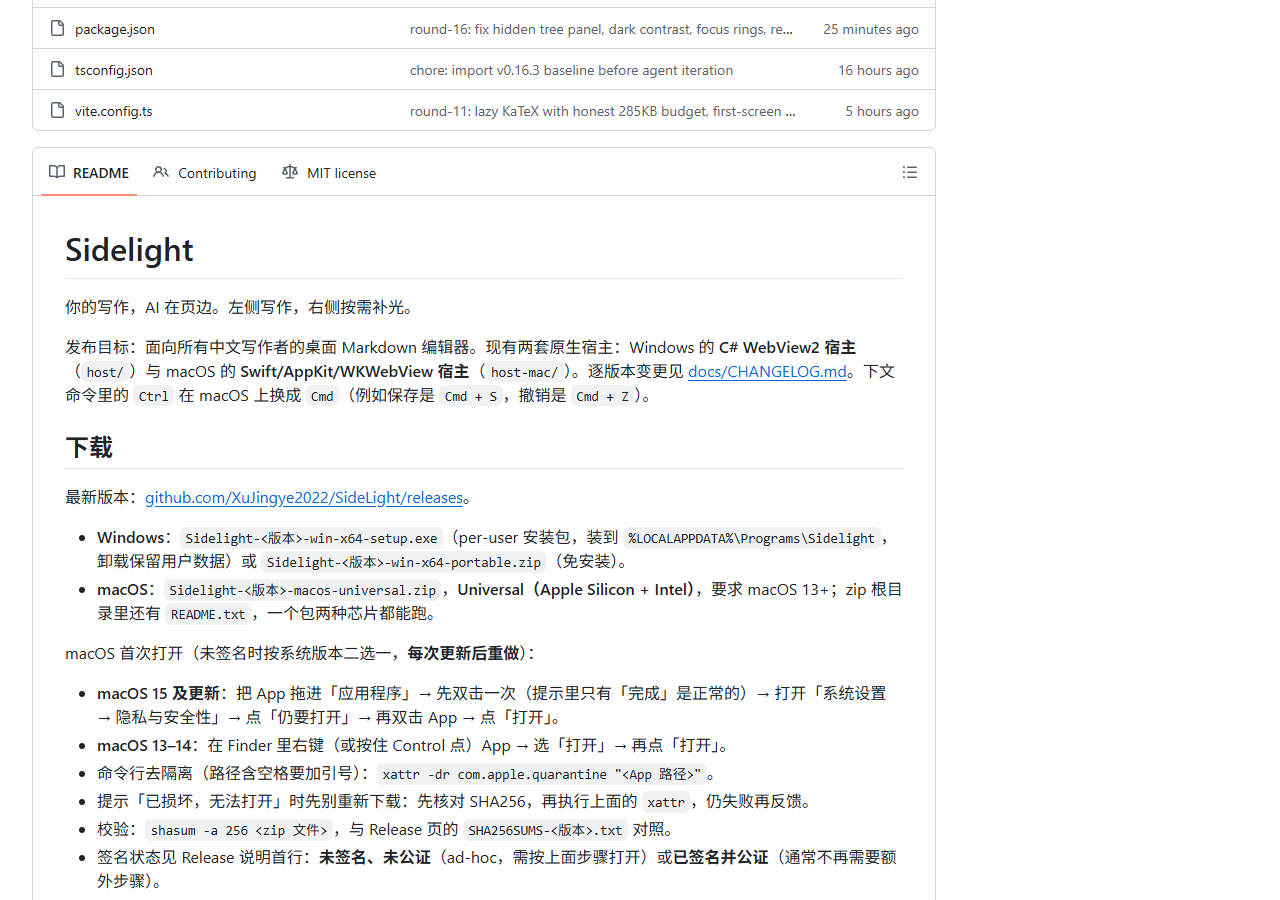 package.json round-16: fix hidden tree panel, dark contrast, focus rings, re... 25 minutes ago
tsconfig.json chore: import v0.16.3 baseline before agent iteration 16 hours ago
vite.config.ts round-11: lazy KaTeX with honest 285KB budget, first-screen ... 5 hours ago
README Contributing MIT license
Sidelight
你的写作，AI 在页边。左侧写作，右侧按需补光。
发布目标：面向所有中文写作者的桌面 Markdown 编辑器。现有两套原生宿主：Windows 的 C# WebView2 宿主
（ host/ ）与 macOS 的 Swift/AppKit/WKWebView 宿主（ host-mac/ ）。逐版本变更见 docs/CHANGELOG.md。下文
命令里的 Ctrl 在 macOS 上换成 Cmd （例如保存是 Cmd + S ，撤销是 Cmd + Z ）。
下载
最新版本：github.com/XuJingye2022/SideLight/releases。
• Windows： Sidelight-<版本>-win-x64-setup.exe （per-user 安装包，装到 %LOCALAPPDATA%\Programs\Sidelight ，
卸载保留用户数据）或 Sidelight-<版本>-win-x64-portable.zip （免安装）。
• macOS： Sidelight-<版本>-macos-universal.zip ，Universal（Apple Silicon + Intel），要求 macOS 13+；zip 根目
录里还有 README.txt ，一个包两种芯片都能跑。
macOS 首次打开（未签名时按系统版本二选一，每次更新后重做）：
• macOS 15 及更新：把 App 拖进「应用程序」→ 先双击一次（提示里只有「完成」是正常的）→ 打开「系统设置
→ 隐私与安全性」→ 点「仍要打开」→ 再双击 App → 点「打开」。
• macOS 13–14：在 Finder 里右键（或按住 Control 点）App → 选「打开」→ 再点「打开」。
• 命令行去隔离（路径含空格要加引号）： xattr -dr com.apple.quarantine "<App 路径>" 。
• 提示「已损坏，无法打开」时先别重新下载：先核对 SHA256，再执行上面的 xattr ，仍失败再反馈。
• 校验： shasum -a 256 <zip 文件> ，与 Release 页的 SHA256SUMS-<版本>.txt 对照。
• 签名状态见 Release 说明首行：未签名、未公证（ad-hoc，需按上面步骤打开）或已签名并公证（通常不再需要额
外步骤）。